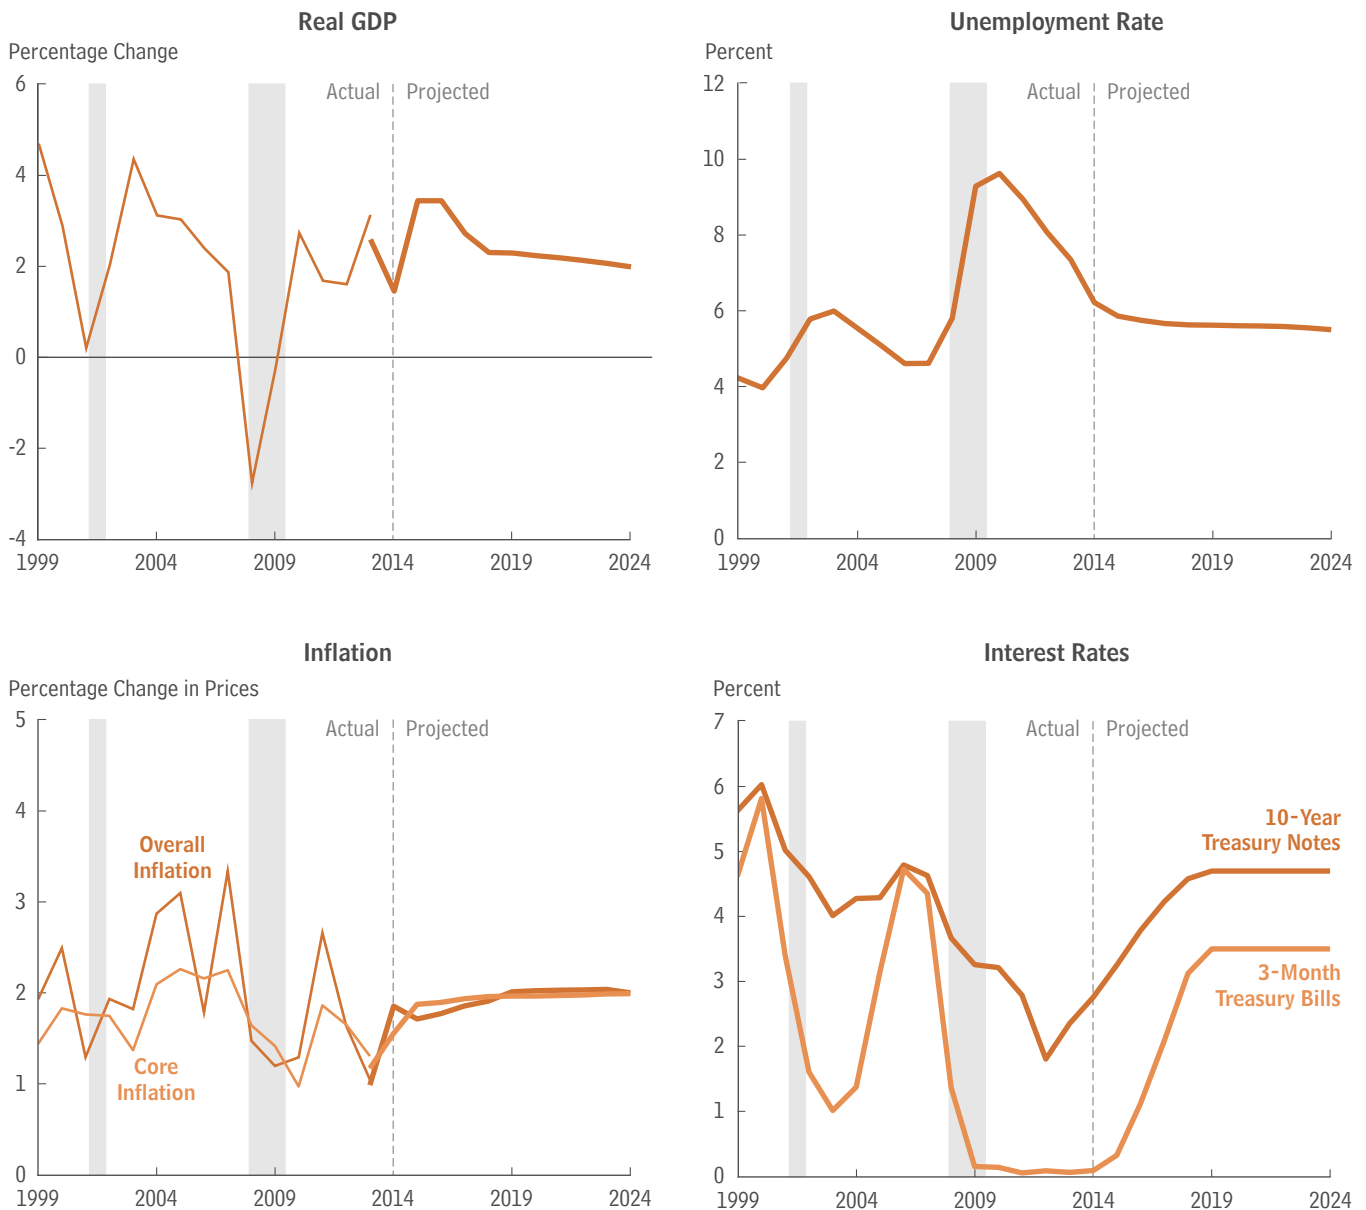 Real GDP
Percentage Change
6
4
2
0
-2
-4
Actual
Projected
1999
2004
2009
2014
2019
2024
Unemployment Rate
Percent
12
10
8
6
4
2
0
Actual
Projected
1999
2004
2009
2014
2019
2024
Inflation
Percentage Change in Prices
5
4
3
2
1
0
Actual
Projected
Overall
Inflation
Core
Inflation
1999
2004
2009
2014
2019
2024
Interest Rates
Percent
7
6
5
4
3
2
1
0
Actual
Projected
10-Year
Treasury Notes
3-Month
Treasury Bills
1999
2004
2009
2014
2019
2024